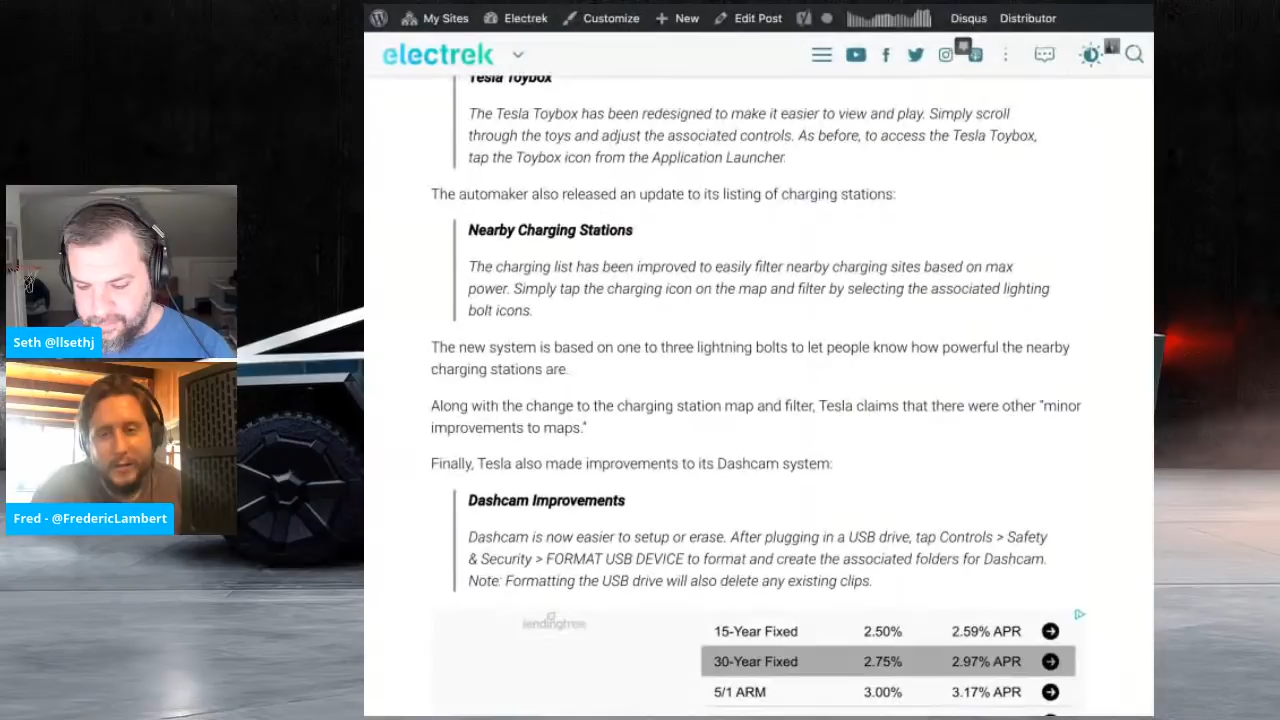 My Sites Electrek Customize New Edit Post Disqus Distributor
electrek
Tesla Toybox
The Tesla Toybox has been redesigned to make it easier to view and play. Simply scroll
through the toys and adjust the associated controls. As before, to access the Tesla Toybox,
tap the Toybox icon from the Application Launcher.
The automaker also released an update to its listing of charging stations:
Nearby Charging Stations
The charging list has been improved to easily filter nearby charging sites based on max
power. Simply tap the charging icon on the map and filter by selecting the associated lighting
bolt icons.
The new system is based on one to three lightning bolts to let people know how powerful the nearby
charging stations are.
Along with the change to the charging station map and filter, Tesla claims that there were other "minor
improvements to maps."
Finally, Tesla also made improvements to its Dashcam system:
Dashcam Improvements
Dashcam is now easier to setup or erase. After plugging in a USB drive, tap Controls > Safety
& Security > FORMAT USB DEVICE to format and create the associated folders for Dashcam.
Note: Formatting the USB drive will also delete any existing clips.
lendingtree
15-Year Fixed 2.50% 2.59% APR
30-Year Fixed 2.75% 2.97% APR
5/1 ARM 3.00% 3.17% APR
Seth @llsethj
Fred - @FredericLambert